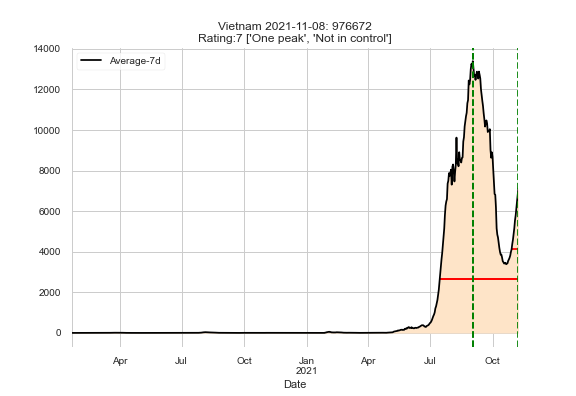 Vietnam 2021-11-08: 976672
Rating:7 ['One peak', 'Not in control']
14000
Average-7d
12000
10000
8000
6000
4000
2000
0
Apr Jul Oct Jan Apr Jul Oct
2021
Date